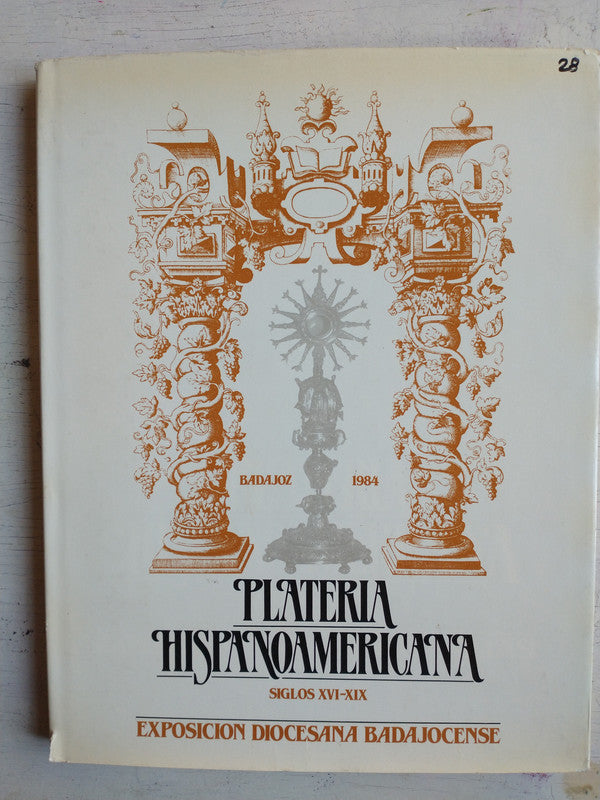 28
BADAJOZ 1984
PLATERIA
HISPANOAMERICANA
SIGLOS XVI-XIX
EXPOSICION DIOCESANA BADAJOCENSE